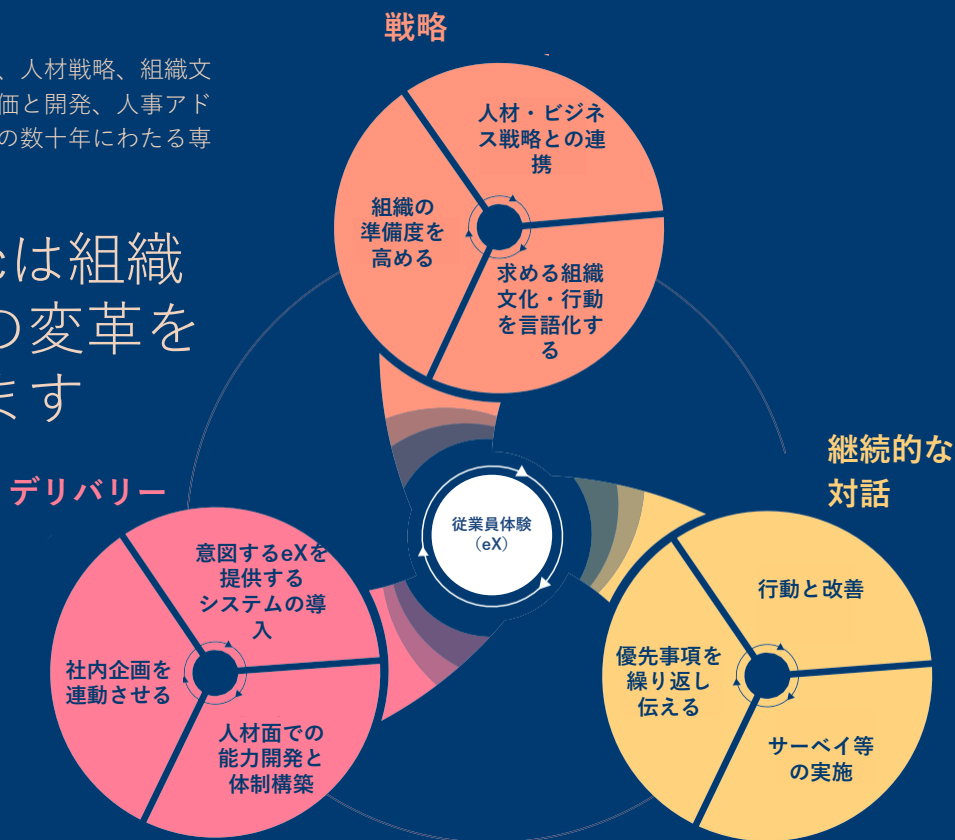 戦略
、人材戦略、組織文
価と開発、人事アド
の数十年にわたる専
は組織
の変革を
ます
人材・ビジネ
ス戦略との連
携
組織の
準備度を
高める
求める組織
文化・行動
を言語化す
る
従業員体験
（eX）
デリバリー
意図するeXを
提供する
システムの導
入
社内企画を
連動させる
人材面での
能力開発と
体制構築
継続的な
対話
行動と改善
優先事項を
繰り返し
伝える
サーベイ等
の実施